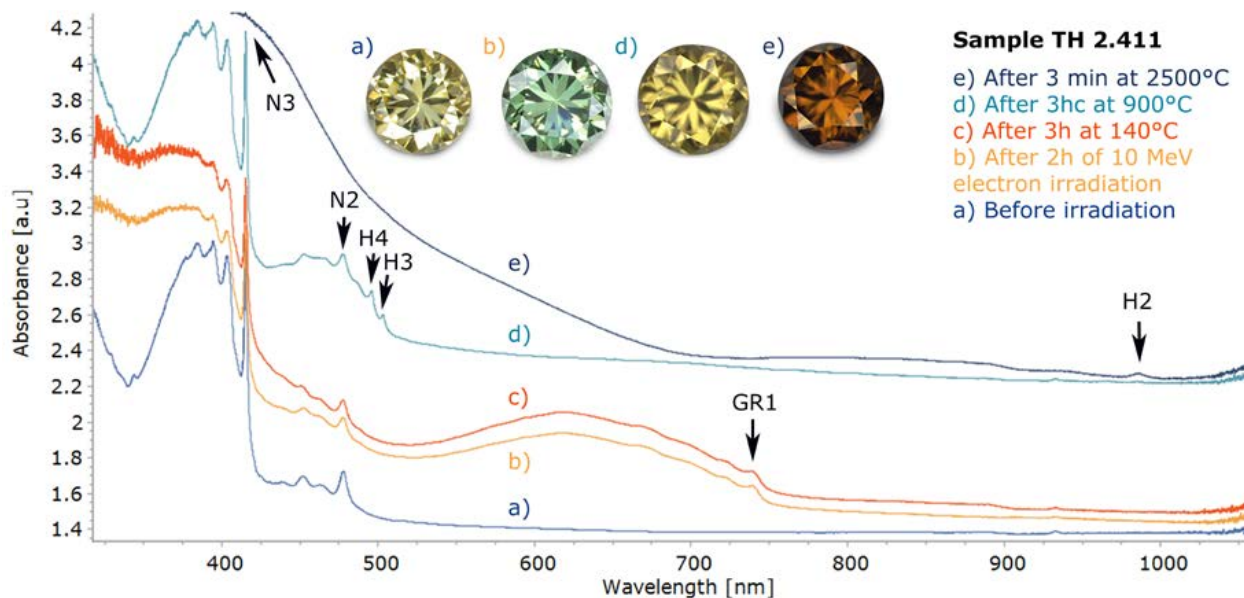 4.2
4
3.8
3.6
3.4
3.2
3
2.8
2.6
2.4
2.2
2
1.8
1.6
1.4
Absorbance [a.u]
400 500 600 700 800 900 1000
Wavelength [nm]
a) b) d) e)
N3
N2
H4
H3
e)
d)
c)
b)
a)
GR1
H2
Sample TH 2.411
e) After 3 min at 2500°C
d) After 3hc at 900°C
c) After 3h at 140°C
b) After 2h of 10 MeV
electron irradiation
a) Before irradiation